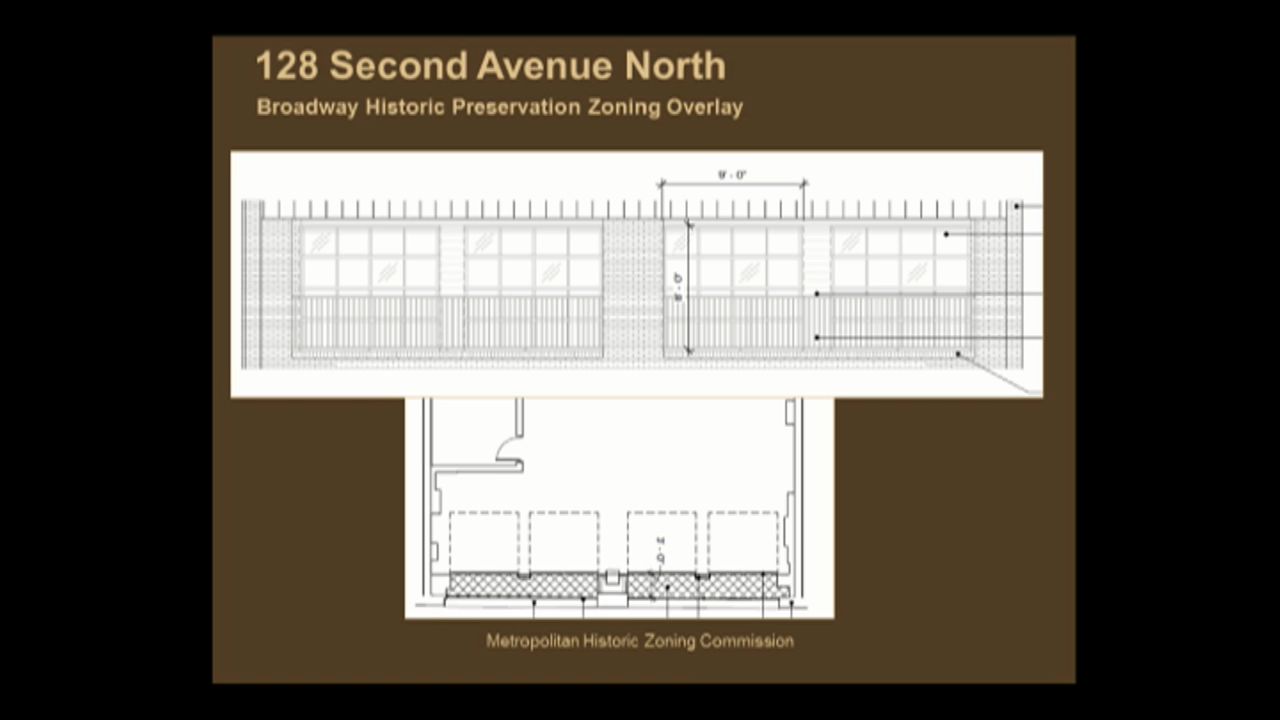 128 Second Avenue North
Broadway Historic Preservation Zoning Overlay
9' - 0"
8' - 0"
Metropolitan Historic Zoning Commission